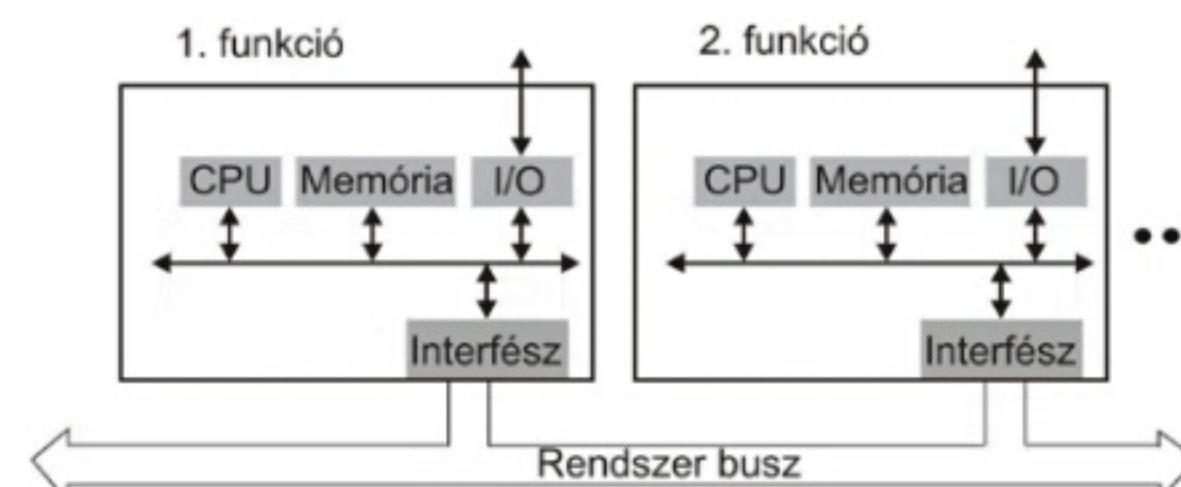 1. funkció
2. funkció
CPU Memória I/O
CPU Memória I/O
Interfész
Interfész
Rendszer busz